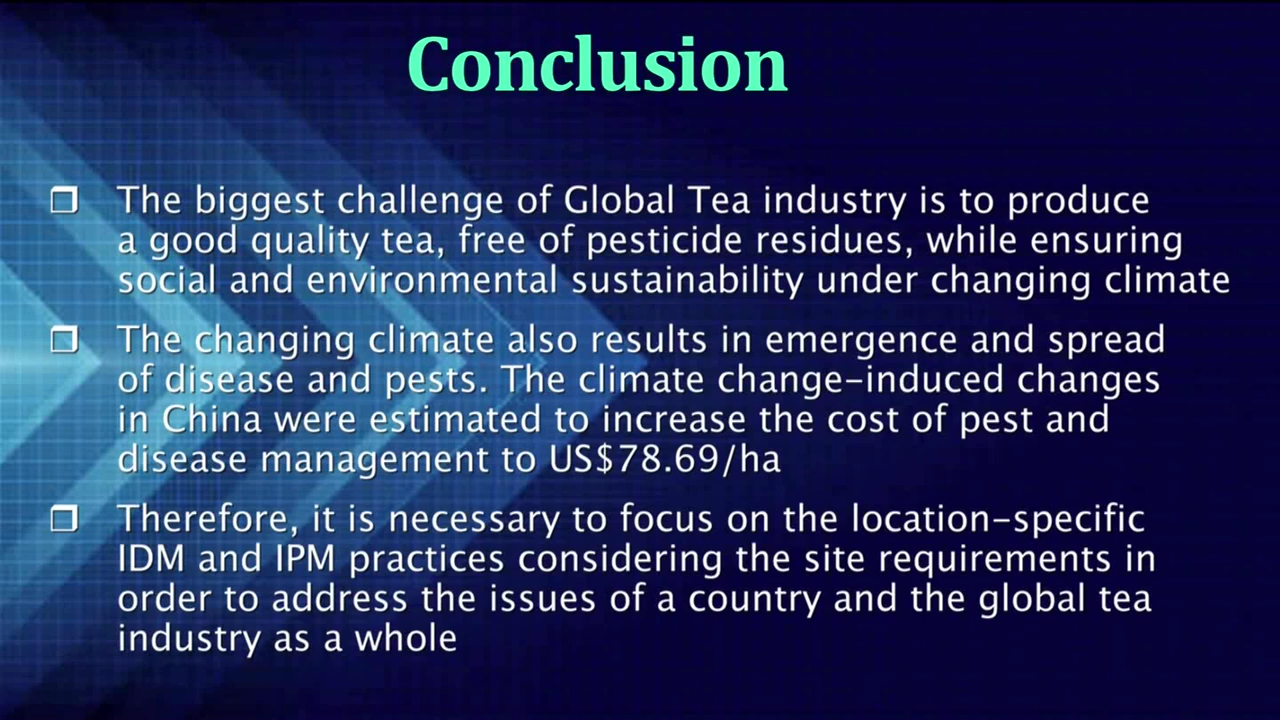 Conclusion
The biggest challenge of Global Tea industry is to produce
a good quality tea, free of pesticide residues, while ensuring
social and environmental sustainability under changing climate
The changing climate also results in emergence and spread
of disease and pests. The climate change-induced changes
in China were estimated to increase the cost of pest and
disease management to US$78.69/ha
Therefore, it is necessary to focus on the location-specific
IDM and IPM practices considering the site requirements in
order to address the issues of a country and the global tea
industry as a whole